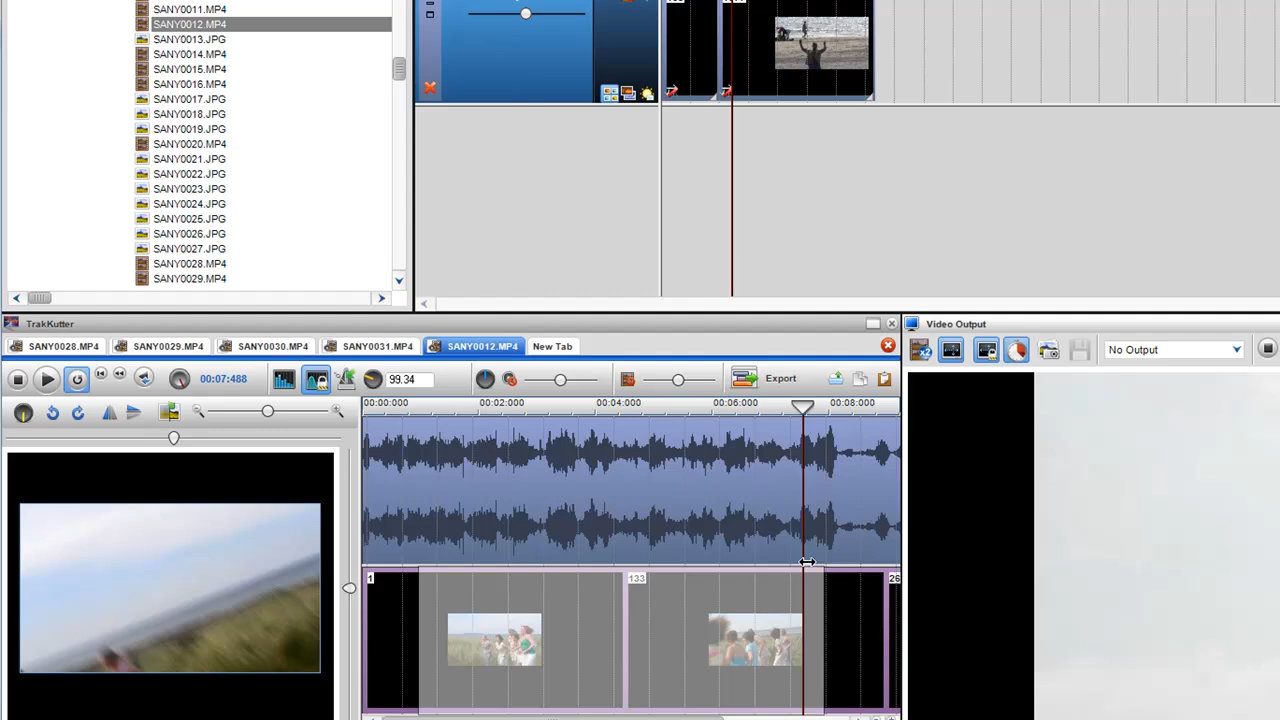 SANY0011.MP4
SANY0012.MP4
SANY0013.JPG
SANY0014.MP4
SANY0015.MP4
SANY0016.MP4
SANY0017.JPG
SANY0018.JPG
SANY0019.JPG
SANY0020.MP4
SANY0021.JPG
SANY0022.JPG
SANY0023.JPG
SANY0024.JPG
SANY0025.JPG
SANY0026.JPG
SANY0027.JPG
SANY0028.MP4
SANY0029.MP4
TrakKutter
SANY0028.MP4 SANY0029.MP4 SANY0030.MP4 SANY0031.MP4 SANY0012.MP4 New Tab
00:07:488 99.34 Export
00:00:000 00:02:000 00:04:000 00:06:000 00:08:000
1 133 26
Video Output
x2 No Output